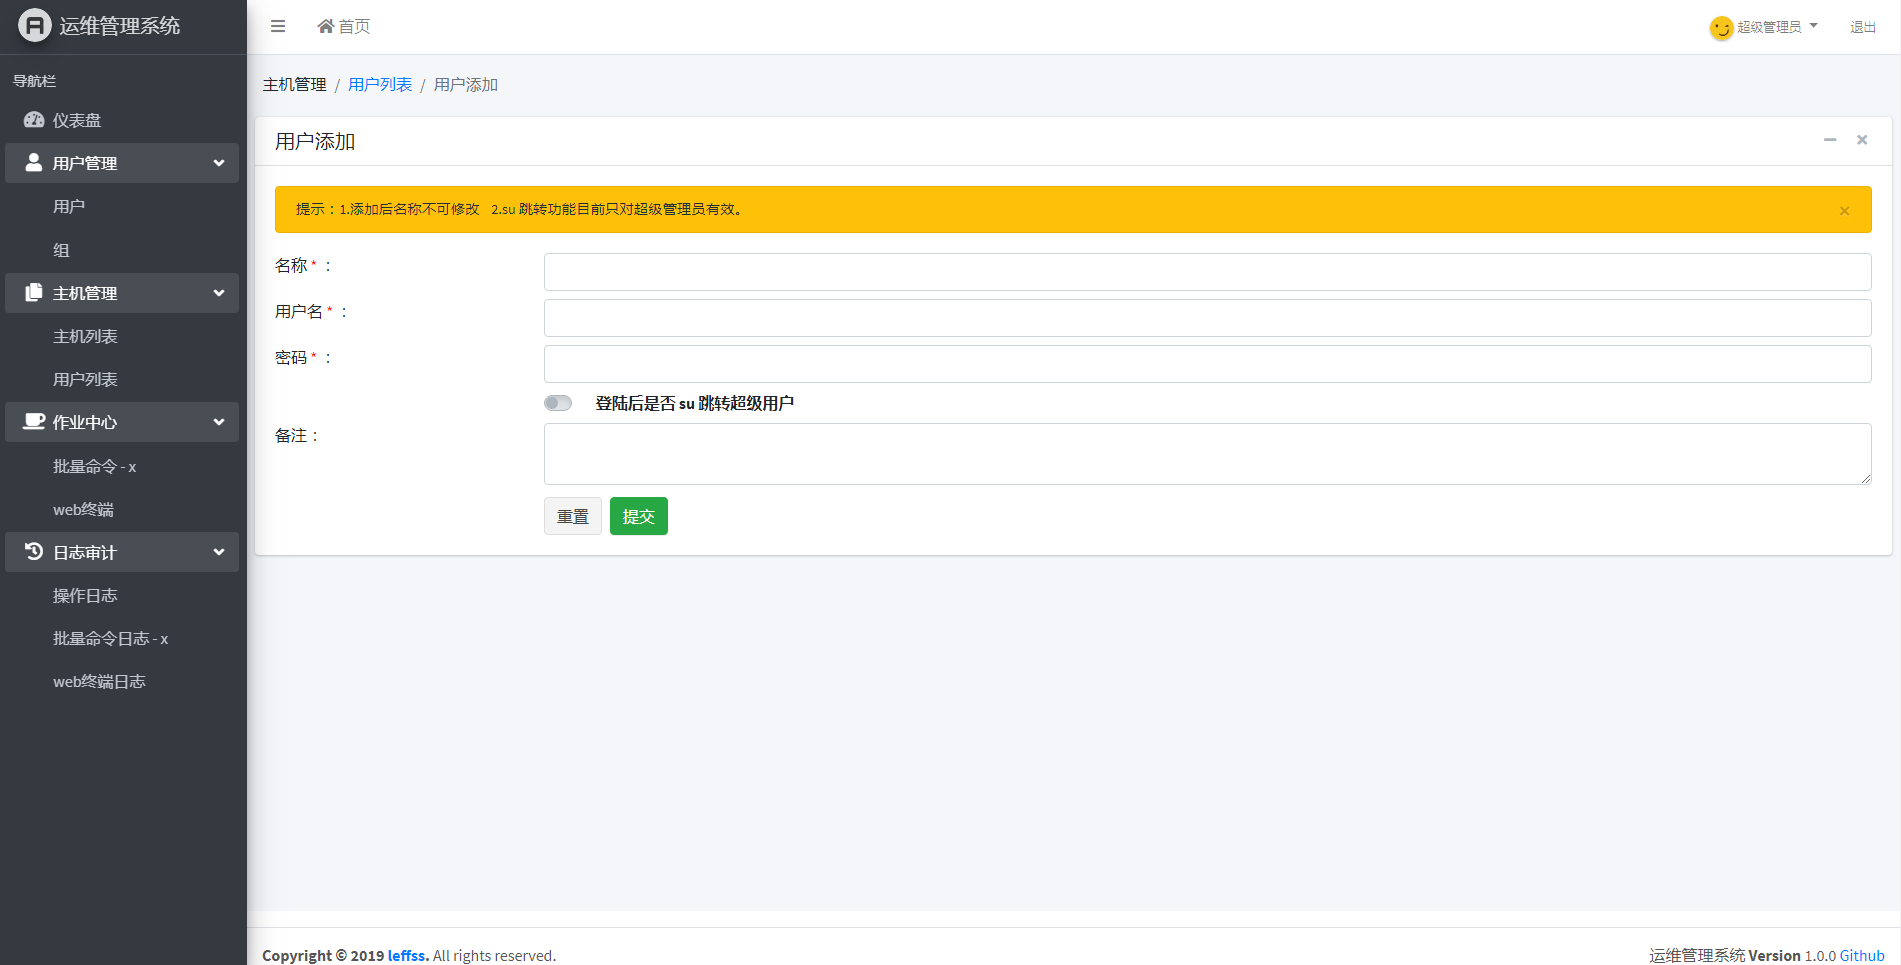 运维管理系统
首页
超级管理员
退出
导航栏
仪表盘
用户管理
用户
组
主机管理
主机列表
用户列表
作业中心
批量命令 - x
web终端
日志审计
操作日志
批量命令日志 - x
web终端日志
主机管理 / 用户列表 / 用户添加
用户添加
提示：1.添加后名称不可修改 2.su 跳转功能目前只对超级管理员有效。
名称 * ：
用户名 * ：
密码 * ：
登陆后是否 su 跳转超级用户
备注：
重置 提交
Copyright © 2019 leffss. All rights reserved.
运维管理系统 Version 1.0.0 Github